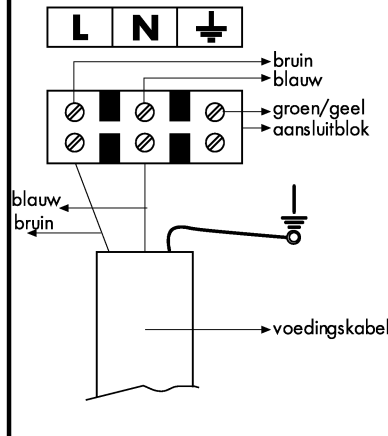 L N
bruin
blauw
groen/geel
aansluitblok
blauw
bruin
voedingskabel